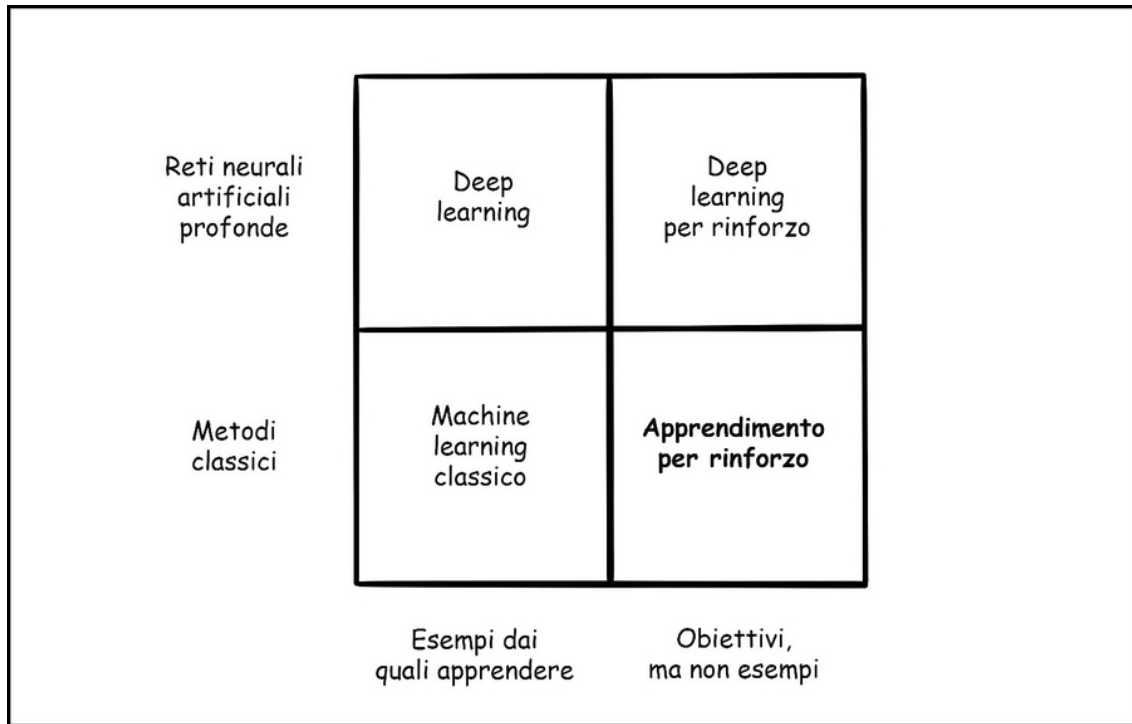 Reti neurali
artificiali
profonde
Deep
learning
Deep
learning
per rinforzo
Metodi
classici
Machine
learning
classico
Apprendimento
per rinforzo
Esempi dai
quali apprendere
Obiettivi,
ma non esempi